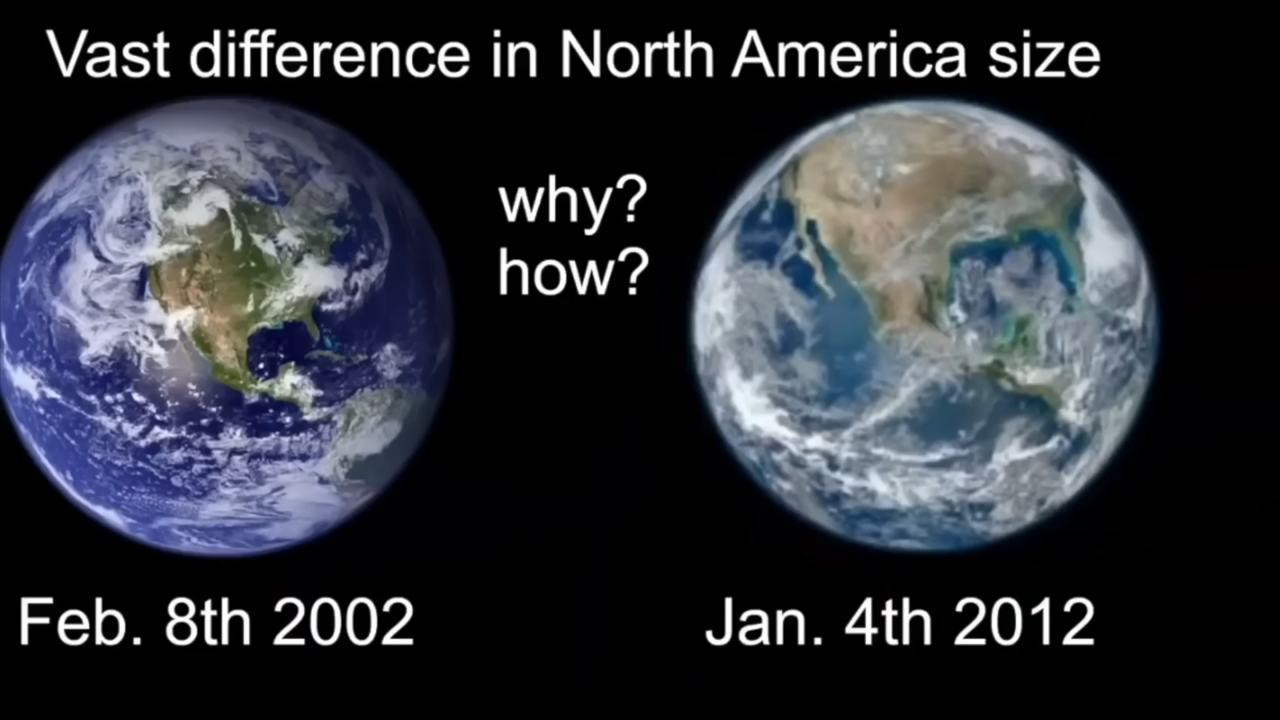 Vast difference in North America size
why?
how?
Feb. 8th 2002
Jan. 4th 2012